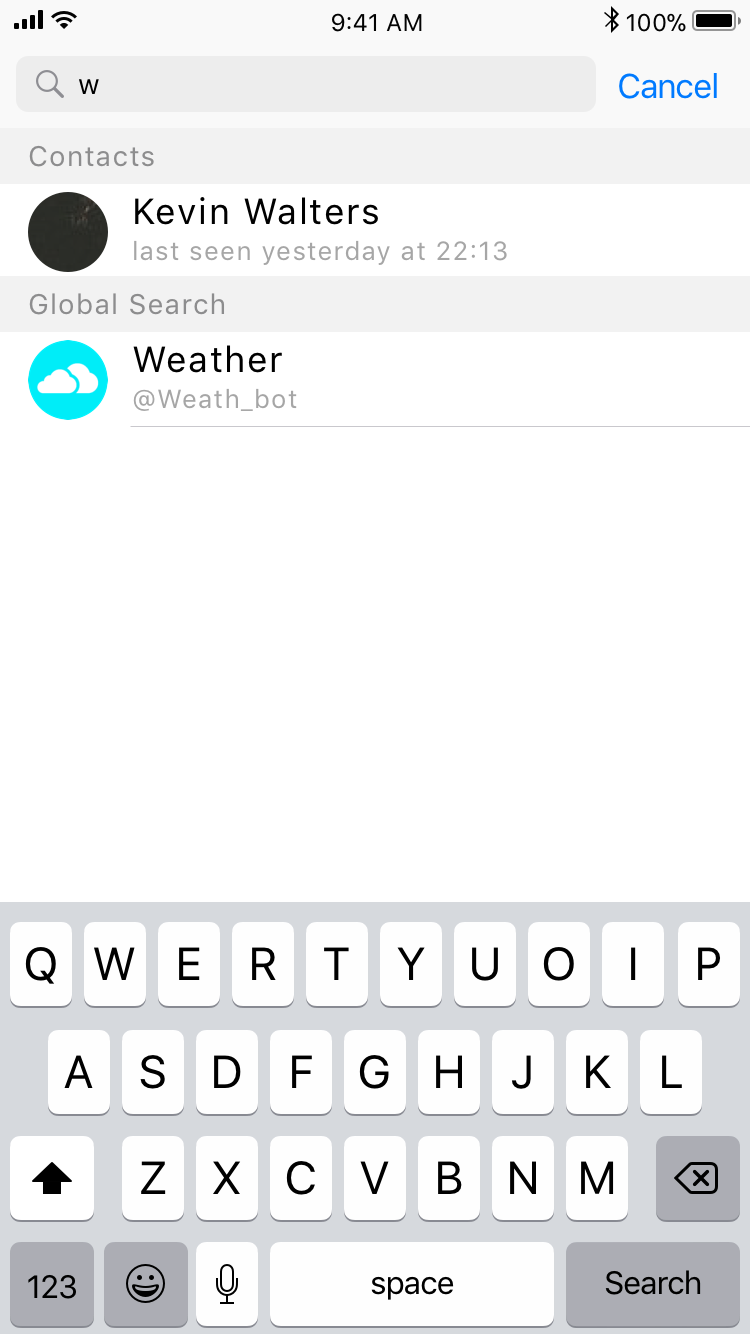 9:41 AM 100%
w Cancel
Contacts
Kevin Walters
last seen yesterday at 22:13
Global Search
Weather
@Weath_bot
Q W E R T Y U O I P
A S D F G H J K L
Z X C V B N M
123 space Search